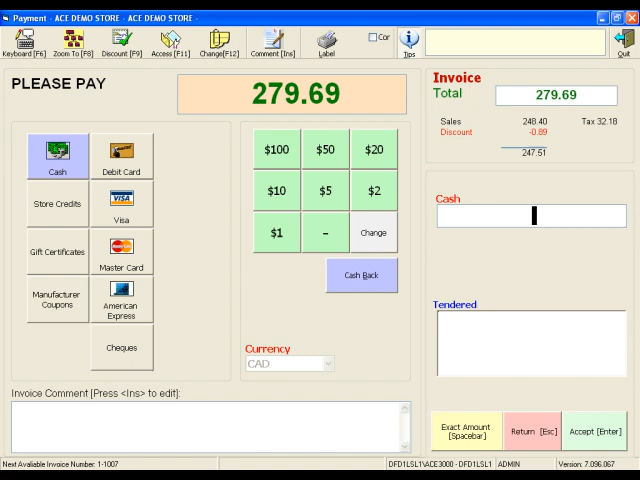 Payment - ACE DEMO STORE - ACE DEMO STORE -
Keyboard [F6]
Zoom To [F8]
Discount [F9]
Access [F11]
Change[F12]
Comment [Ins]
Label
Cor
Tips
Quit
PLEASE PAY
279.69
Invoice
Total
279.69
Sales
248.40
Tax 32.18
Discount
-0.89
247.51
Cash
Debit Card
Store Credits
VISA
Visa
Gift Certificates
MasterCard
Master Card
Manufacturer
Coupons
American
Express
Cheques
$100
$50
$20
$10
$5
$2
$1
–
Change
Cash Back
Currency
CAD
Cash
Tendered
Invoice Comment [Press <Ins> to edit]:
Exact Amount
[Spacebar]
Return [Esc]
Accept [Enter]
Next Avaliable Invoice Number: 1-1007
DFD1LSL1\ACE3000 - DFD1LSL1
ADMIN
Version: 7.096.067